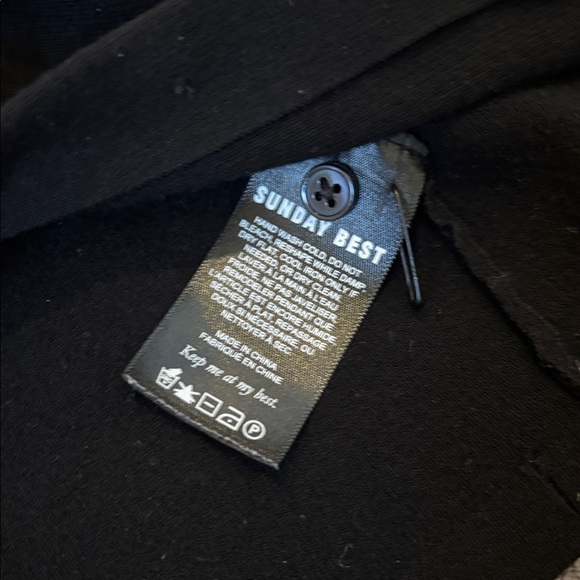 SUNDAY BEST
HAND WASH COLD, DO NOT
BLEACH, RESHAPE WHILE DAMP,
DRY FLAT, COOL IRON ONLY IF
NEEDED, OR DRY CLEAN.
LAVER A LA MAIN A L'EAU
FROIDE. NE PAS JAVELISER,
REMODELER PENDANT QUE
L'ARTICLE EST ENCORE HUMIDE,
SÉCHER A PLAT, REPASSAGE
DOUX SI NÉCESSAIRE, OU
NETTOYER A SEC.
MADE IN CHINA
FABRIQUÉ EN CHINE
Keep me at my best.
P